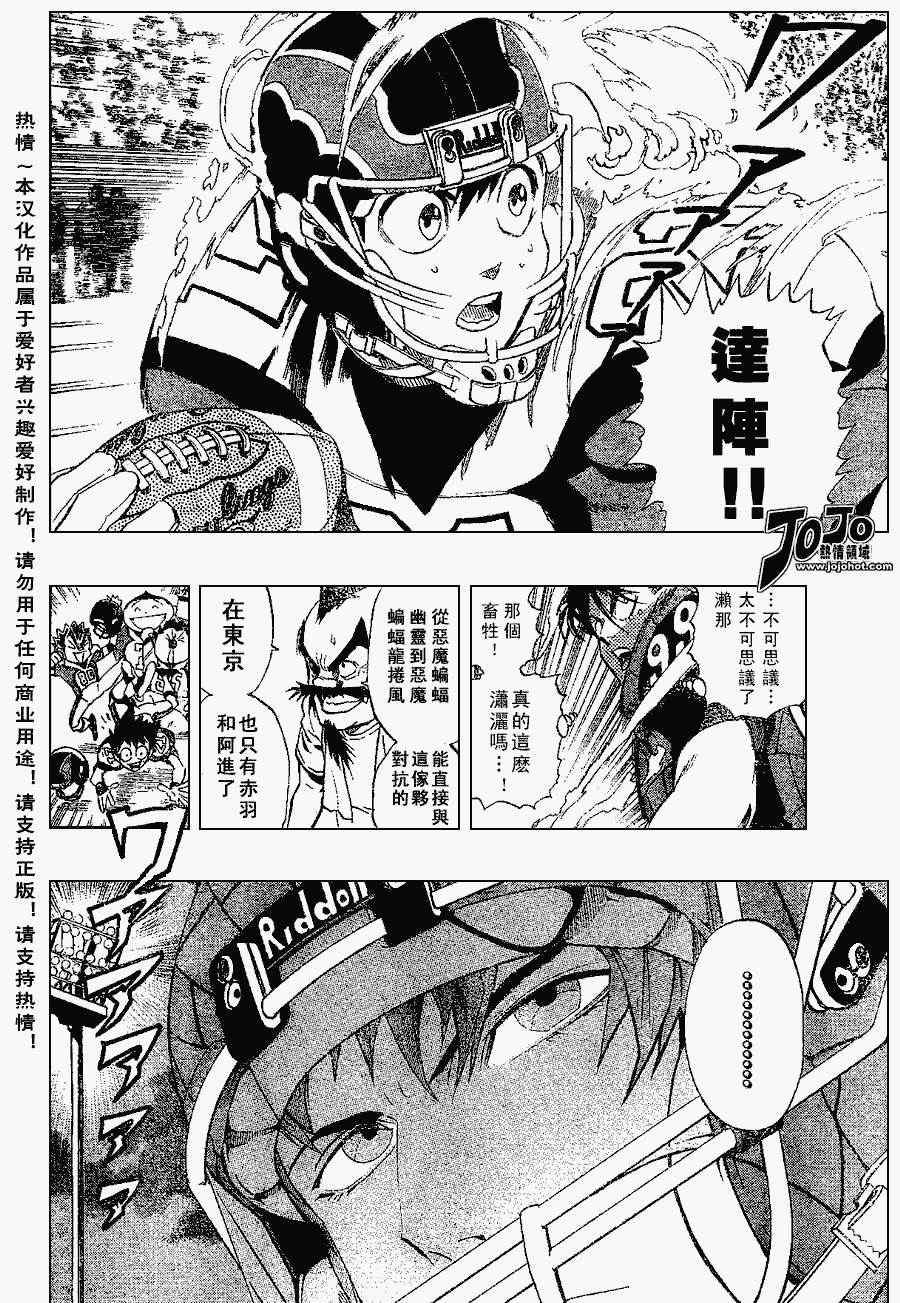 ワァァァァァ
達陣!!
Riddll
JoJo
熱情領域
www.jojohot.com
…不可思議…
太不可思議了
瀨那
真的這麼
瀟灑嗎…!
那個
畜牲!
從惡魔蝙蝠
幽靈到惡魔
蝙蝠龍捲風
能直接與
這傢夥
對抗的
在東京
也只有赤羽
和阿進了
99
ワァァァァァ
Riddell
…………
热情~本汉化作品属于爱好者兴趣爱好制作!请勿用于任何商业用途!请支持正版!请支持热情!